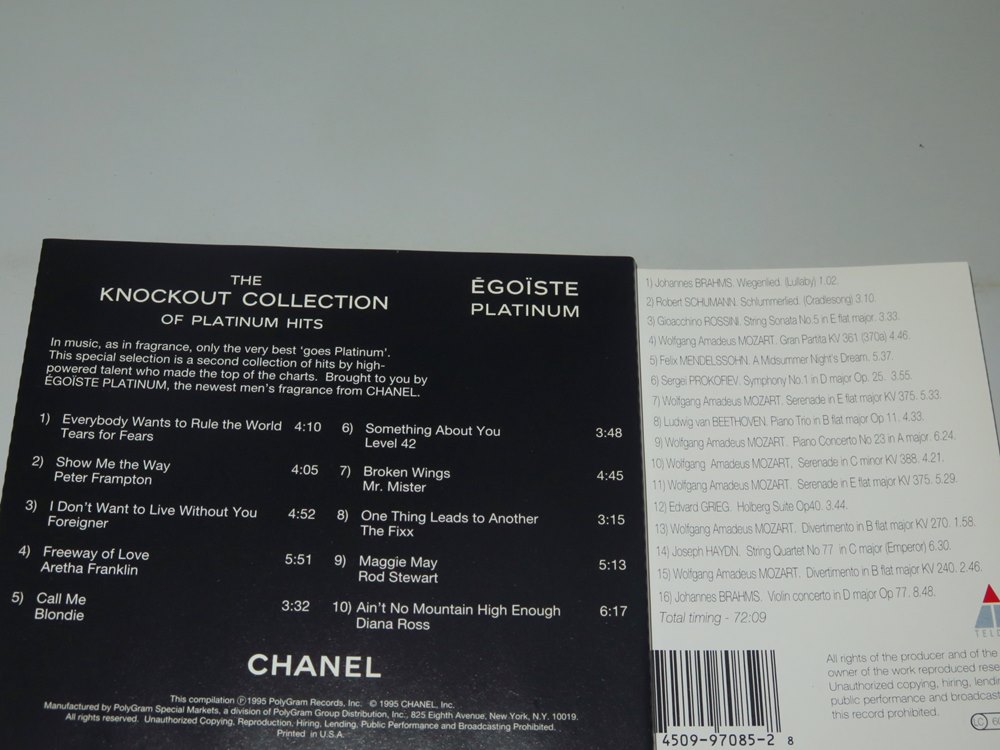 THE
KNOCKOUT COLLECTION
OF PLATINUM HITS
ÉGOÏSTE
PLATINUM
In music, as in fragrance, only the very best 'goes Platinum'.
This special selection is a second collection of hits by high-
powered talent who made the top of the charts. Brought to you by
ÉGOÏSTE PLATINUM, the newest men's fragrance from CHANEL.
1) Everybody Wants to Rule the World 4:10
Tears for Fears
2) Show Me the Way 4:05
Peter Frampton
3) I Don't Want to Live Without You 4:52
Foreigner
4) Freeway of Love 5:51
Aretha Franklin
5) Call Me 3:32
Blondie
6) Something About You 3:48
Level 42
7) Broken Wings 4:45
Mr. Mister
8) One Thing Leads to Another 3:15
The Fixx
9) Maggie May 5:13
Rod Stewart
10) Ain't No Mountain High Enough 6:17
Diana Ross
CHANEL
This compilation Ⓟ1995 PolyGram Records, Inc. © 1995 CHANEL, Inc.
Manufactured by PolyGram Special Markets, a division of PolyGram Group Distribution, Inc., 825 Eighth Avenue, New York, N.Y. 10019.
All rights reserved. Unauthorized Copying, Reproduction, Hiring, Lending, Public Performance and Broadcasting Prohibited.
Printed in U.S.A.
1) Johannes BRAHMS. Wiegenlied. (Lullaby) 1.02.
2) Robert SCHUMANN. Schlummerlied. (Cradlesong) 3.10.
3) Gioacchino ROSSINI. String Sonata No.5 in E flat major. 3.33.
4) Wolfgang Amadeus MOZART. Gran Partita KV 361 (370a) 4.46.
5) Felix MENDELSSOHN. A Midsummer Night's Dream. 5.37.
6) Sergei PROKOFIEV. Symphony No.1 in D major Op. 25. 3.55.
7) Wolfgang Amadeus MOZART. Serenade in E flat major KV 375. 5.33.
8) Ludwig van BEETHOVEN. Piano Trio in B flat major Op 11. 4.33.
9) Wolfgang Amadeus MOZART. Piano Concerto No 23 in A major. 6.24.
10) Wolfgang Amadeus MOZART. Serenade in C minor KV 388. 4.21.
11) Wolfgang Amadeus MOZART. Serenade in E flat major KV 375. 5.29.
12) Edvard GRIEG. Holberg Suite Op40. 3.44.
13) Wolfgang Amadeus MOZART. Divertimento in B flat major KV 270. 1.58.
14) Joseph HAYDN. String Quartet No 77 in C major (Emperor) 6.30.
15) Wolfgang Amadeus MOZART. Divertimento in B flat major KV 240. 2.46.
16) Johannes BRAHMS. Violin concerto in D major Op 77. 8.48.
Total timing - 72:09
TELD
All rights of the producer and of the
owner of the work reproduced rese
Unauthorized copying, hiring, lendin
public performance and broadcast
this record prohibited.
LC 60
4509-97085-2 8